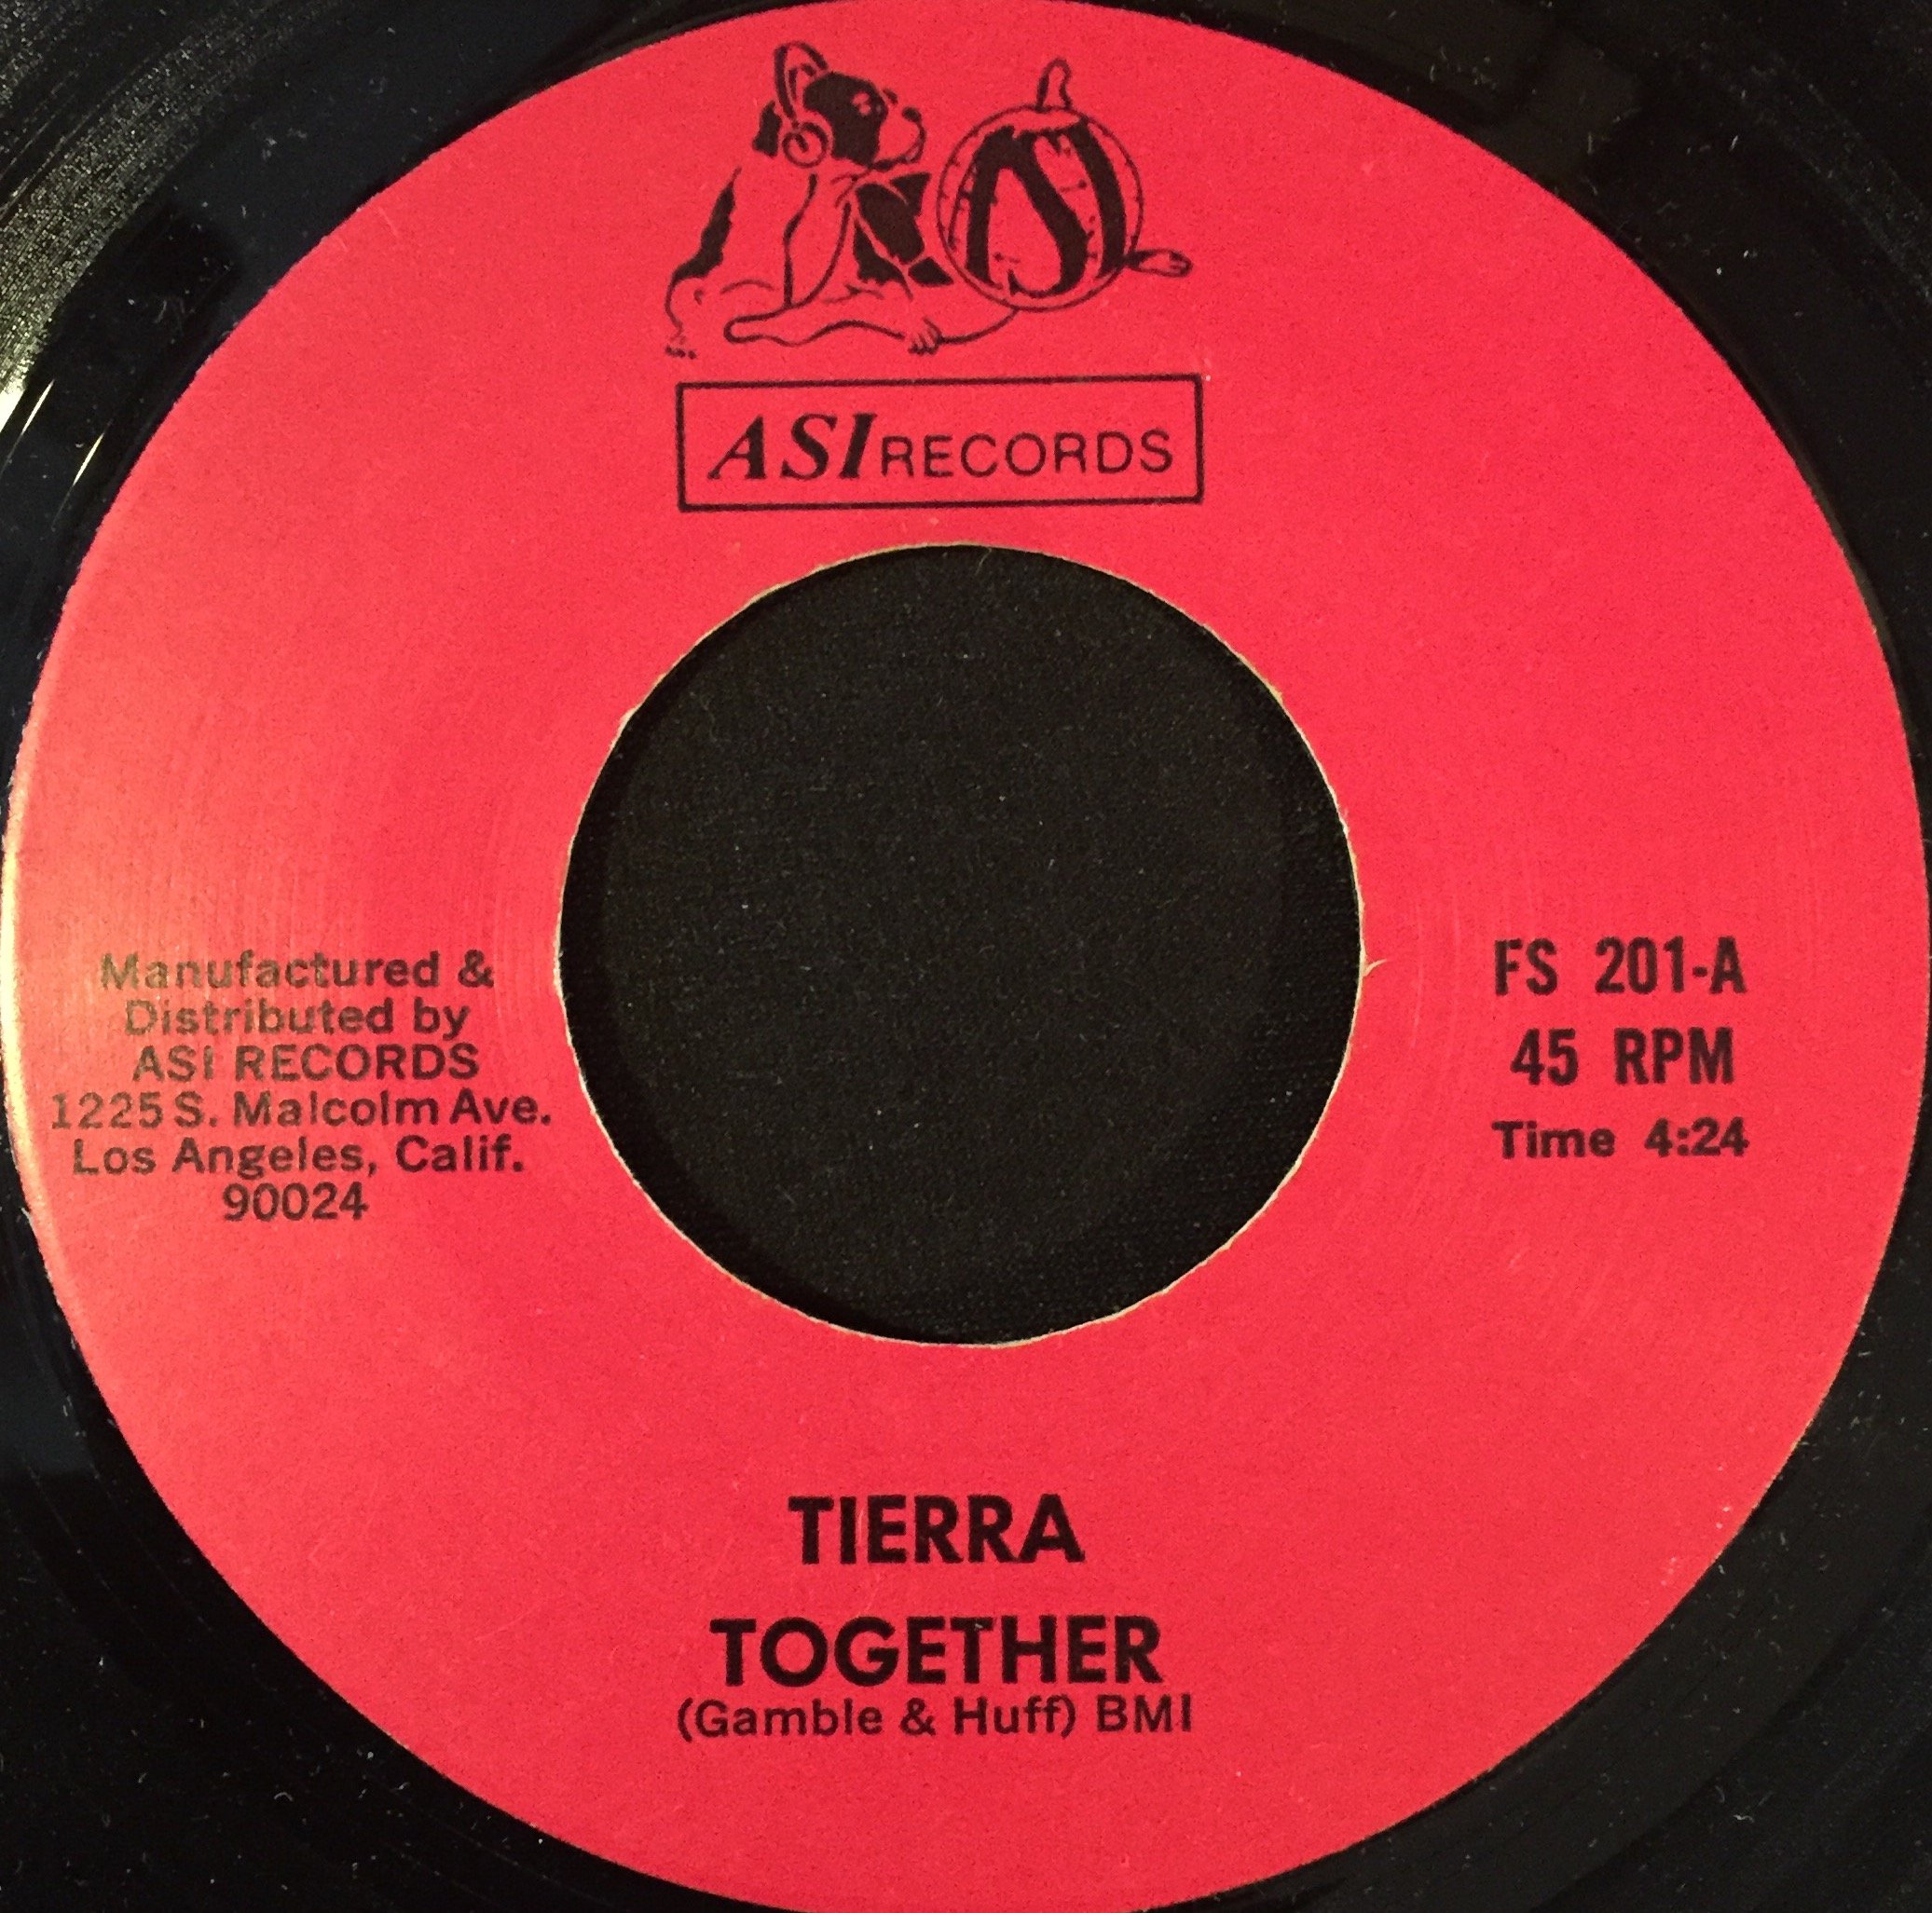 ASI
ASI RECORDS
Manufactured &
Distributed by
ASI RECORDS
1225 S. Malcolm Ave.
Los Angeles, Calif.
90024
FS 201-A
45 RPM
Time 4:24
TIERRA
TOGETHER
(Gamble & Huff) BMI